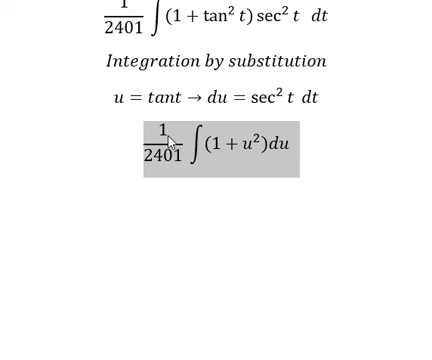 1/2401 ∫ (1 + tan² t) sec² t dt
Integration by substitution
u = tant → du = sec² t dt
1/2401 ∫ (1 + u²)du